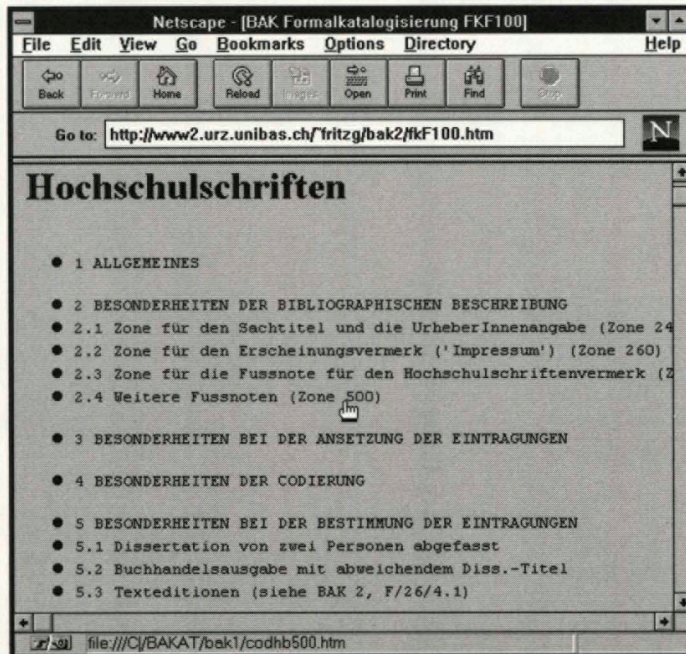 Netscape - [BAK Formalkatalogisierung FKF100]
File Edit View Go Bookmarks Options Directory Help
Back Forward Home Reload Images Open Print Find Stop
Go to: http://www2.urz.unibas.ch/~fritzg/bak2/fkF100.htm
N
Hochschulschriften
● 1 ALLGEMEINES
● 2 BESONDERHEITEN DER BIBLIOGRAPHISCHEN BESCHREIBUNG
● 2.1 Zone für den Sachtitel und die UrheberInnenangabe (Zone 24
● 2.2 Zone für den Erscheinungsvermerk ('Impressum') (Zone 260)
● 2.3 Zone für die Fussnote für den Hochschulschriftenvermerk (Z
● 2.4 Weitere Fussnoten (Zone 500)
● 3 BESONDERHEITEN BEI DER ANSETZUNG DER EINTRAGUNGEN
● 4 BESONDERHEITEN DER CODIERUNG
● 5 BESONDERHEITEN BEI DER BESTIMMUNG DER EINTRAGUNGEN
● 5.1 Dissertation von zwei Personen abgefasst
● 5.2 Buchhandelsausgabe mit abweichendem Diss.-Titel
● 5.3 Texteditionen (siehe BAK 2, F/26/4.1)
file:///C|/BAKAT/bak1/codhb500.htm